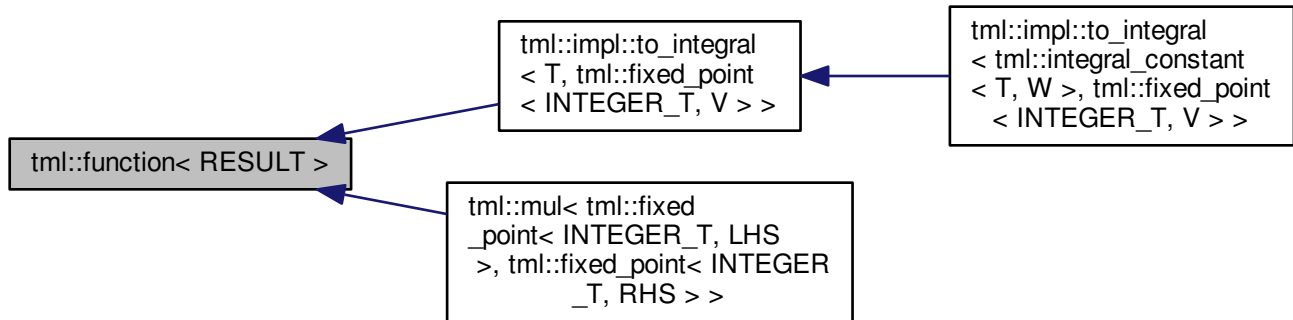 tml::function< RESULT >
tml::impl::to_integral
< T, tml::fixed_point
< INTEGER_T, V > >
tml::impl::to_integral
< tml::integral_constant
< T, W >, tml::fixed_point
< INTEGER_T, V > >
tml::mul< tml::fixed
_point< INTEGER_T, LHS
>, tml::fixed_point< INTEGER
_T, RHS > >